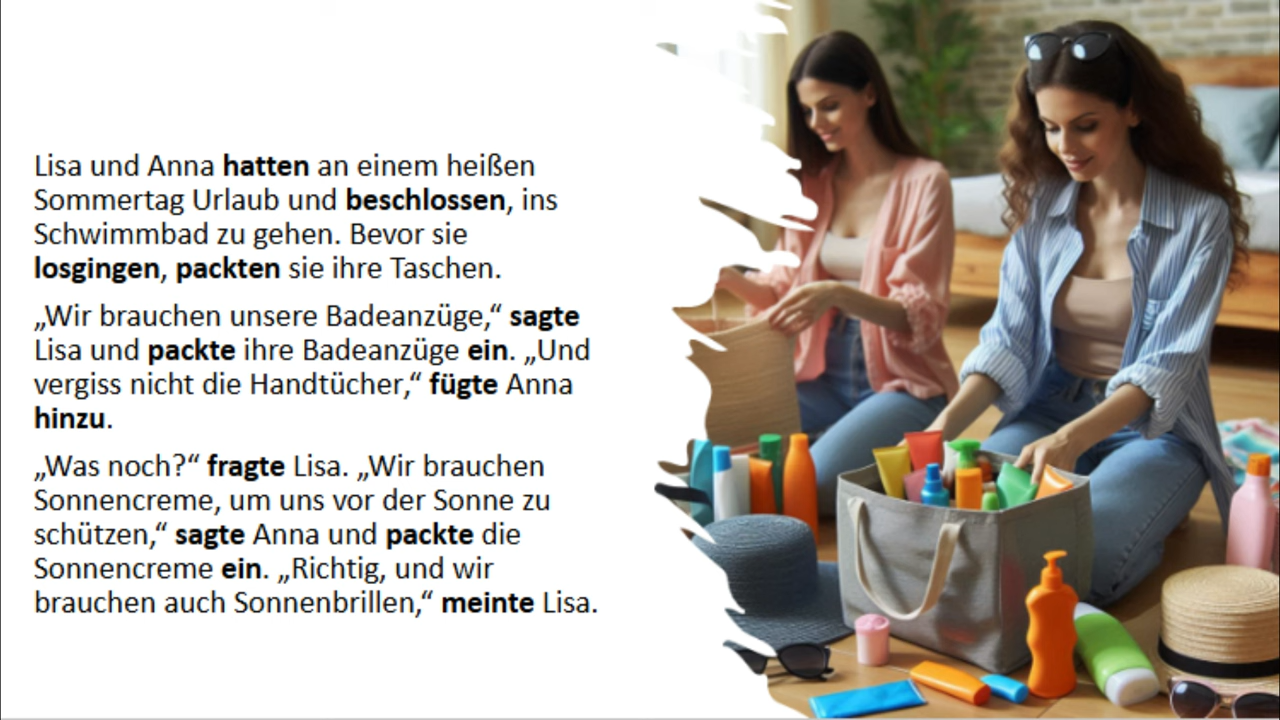 Lisa und Anna hatten an einem heißen
Sommertag Urlaub und beschlossen, ins
Schwimmbad zu gehen. Bevor sie
losgingen, packten sie ihre Taschen.
„Wir brauchen unsere Badeanzüge,“ sagte
Lisa und packte ihre Badeanzüge ein. „Und
vergiss nicht die Handtücher,“ fügte Anna
hinzu.
„Was noch?“ fragte Lisa. „Wir brauchen
Sonnencreme, um uns vor der Sonne zu
schützen,“ sagte Anna und packte die
Sonnencreme ein. „Richtig, und wir
brauchen auch Sonnenbrillen,“ meinte Lisa.